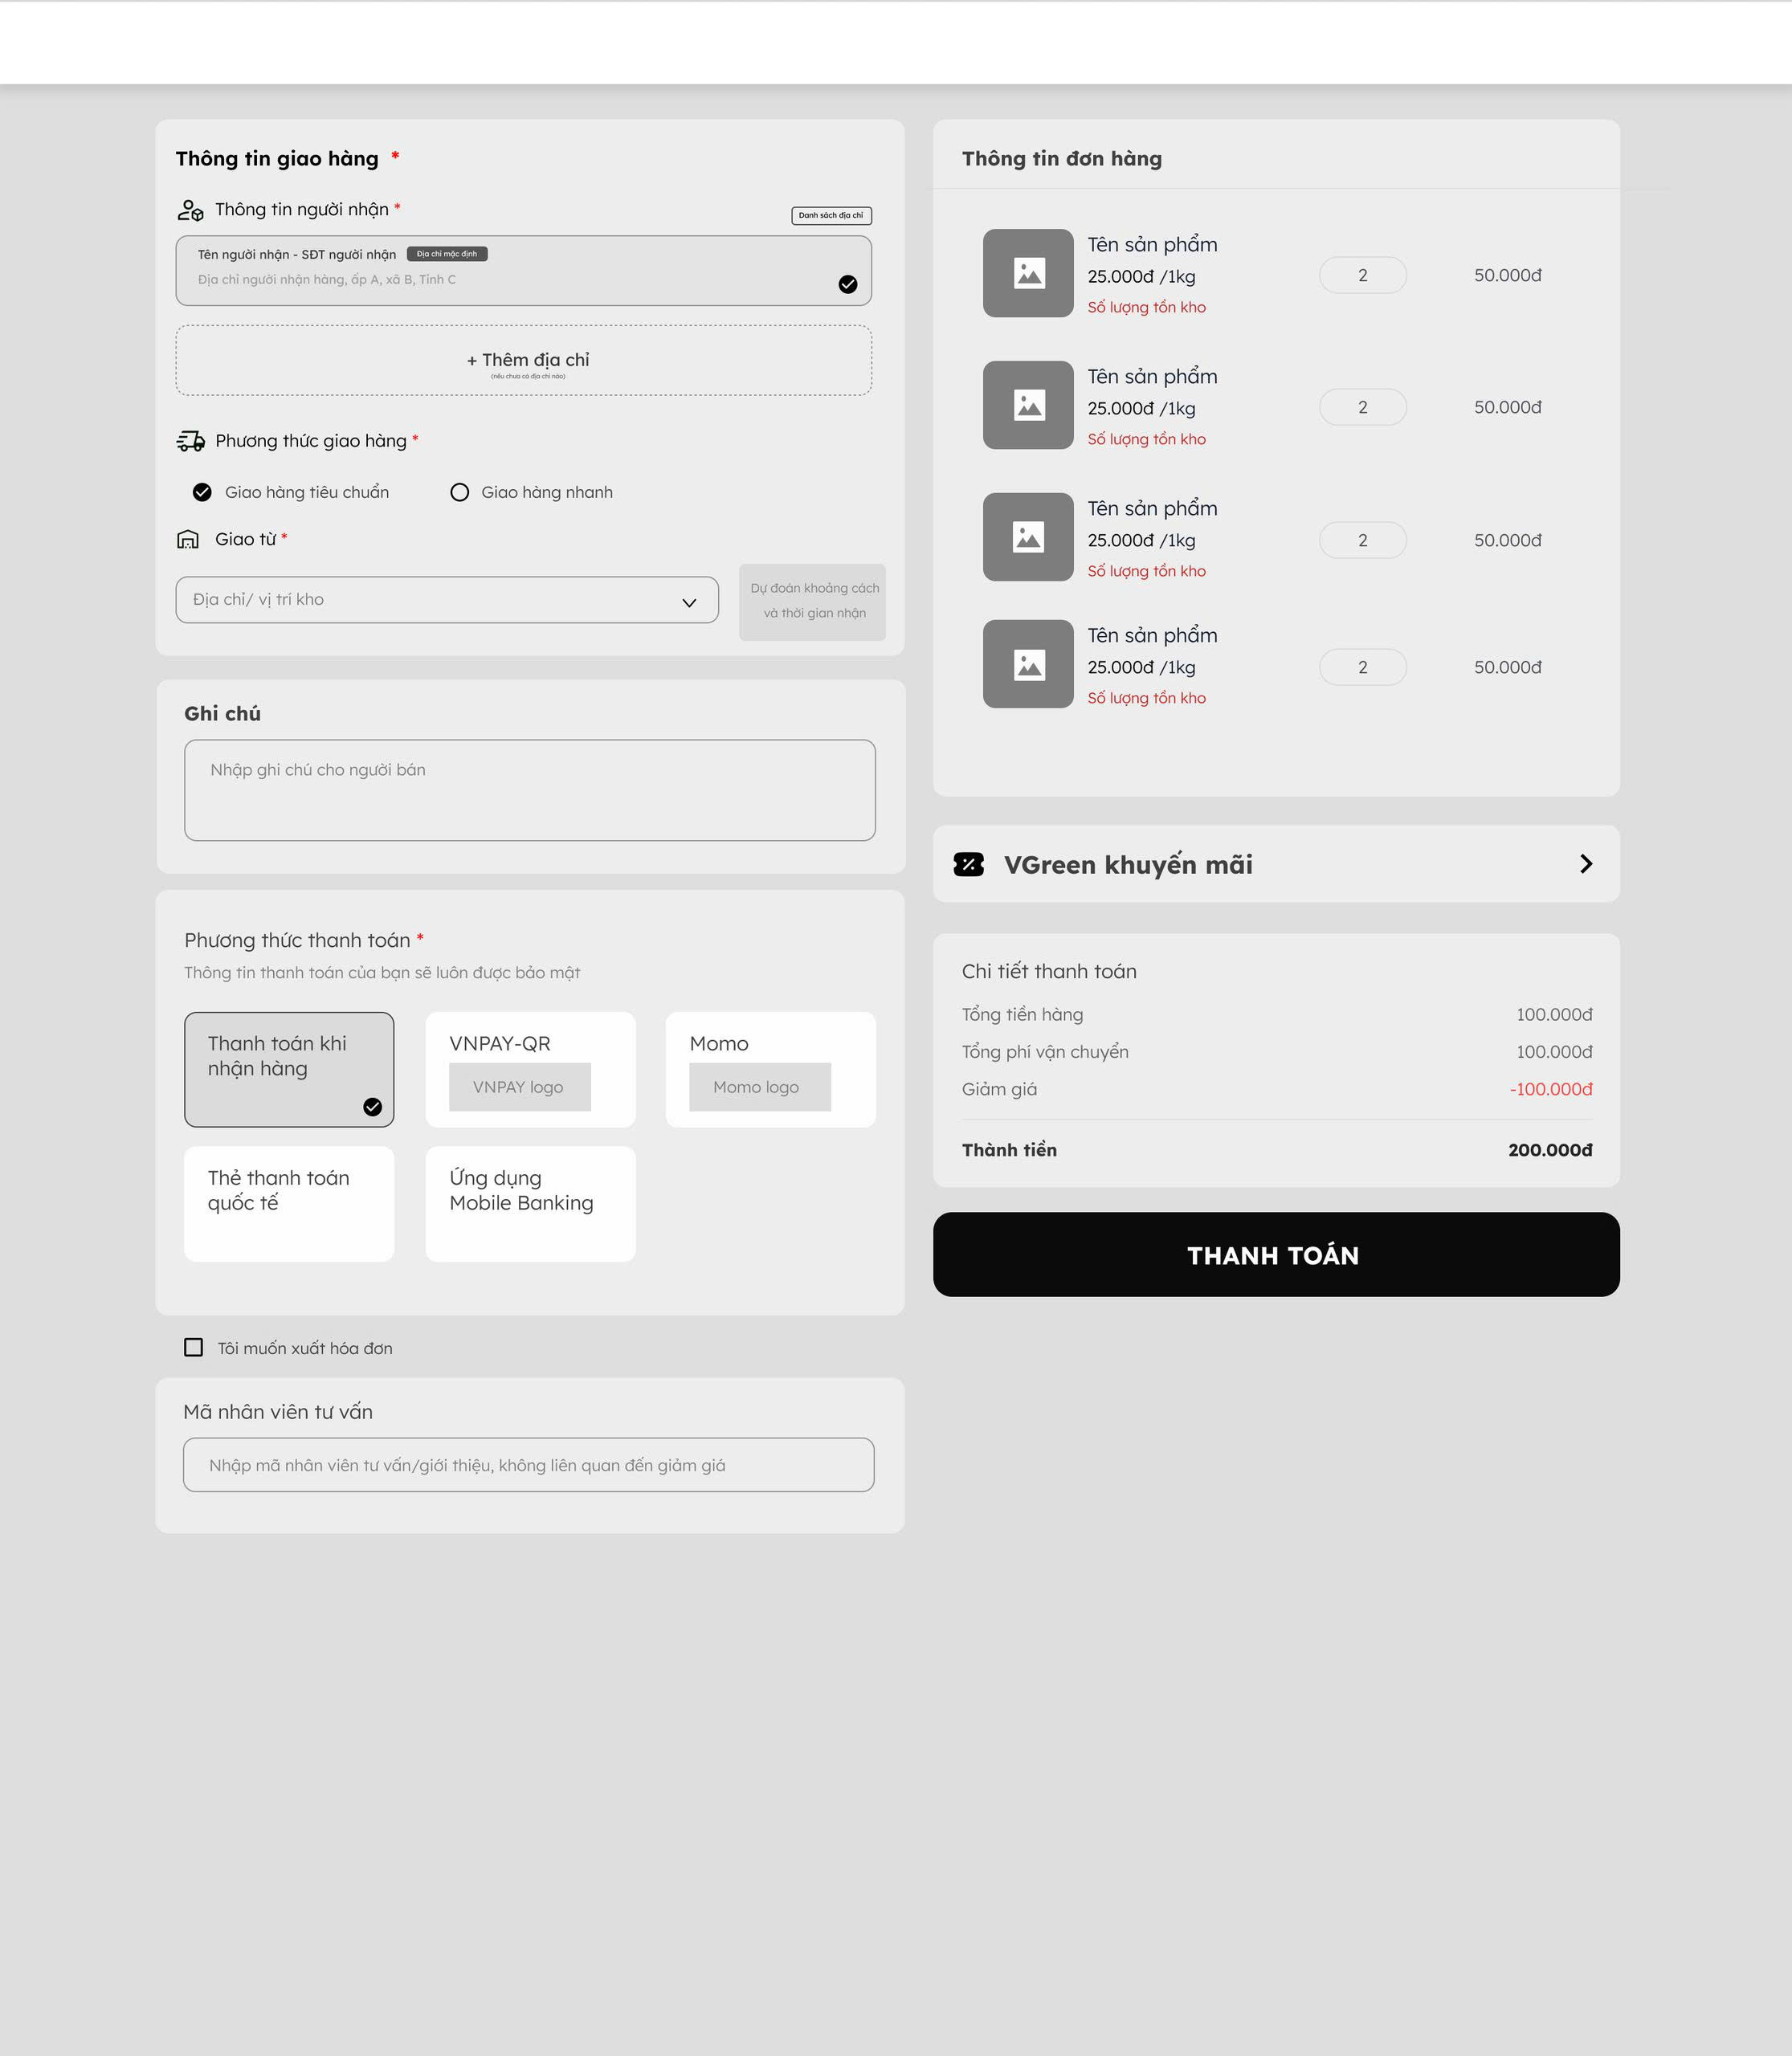 Thông tin giao hàng *
Thông tin người nhận *
Danh sách địa chỉ
Tên người nhận - SĐT người nhận
Địa chỉ mặc định
Địa chỉ người nhận hàng, ấp A, xã B, Tỉnh C
+ Thêm địa chỉ
(nếu chưa có địa chỉ nào)
Phương thức giao hàng *
Giao hàng tiêu chuẩn
Giao hàng nhanh
Giao từ *
Địa chỉ/ vị trí kho
Dự đoán khoảng cách
và thời gian nhận
Ghi chú
Nhập ghi chú cho người bán
Phương thức thanh toán *
Thông tin thanh toán của bạn sẽ luôn được bảo mật
Thanh toán khi
nhận hàng
VNPAY-QR
VNPAY logo
Momo
Momo logo
Thẻ thanh toán
quốc tế
Ứng dụng
Mobile Banking
Tôi muốn xuất hóa đơn
Mã nhân viên tư vấn
Nhập mã nhân viên tư vấn/giới thiệu, không liên quan đến giảm giá
Thông tin đơn hàng
Tên sản phẩm
25.000đ /1kg
Số lượng tồn kho
2
50.000đ
Tên sản phẩm
25.000đ /1kg
Số lượng tồn kho
2
50.000đ
Tên sản phẩm
25.000đ /1kg
Số lượng tồn kho
2
50.000đ
Tên sản phẩm
25.000đ /1kg
Số lượng tồn kho
2
50.000đ
VGreen khuyến mãi
Chi tiết thanh toán
Tổng tiền hàng 100.000đ
Tổng phí vận chuyển 100.000đ
Giảm giá -100.000đ
Thành tiền 200.000đ
THANH TOÁN